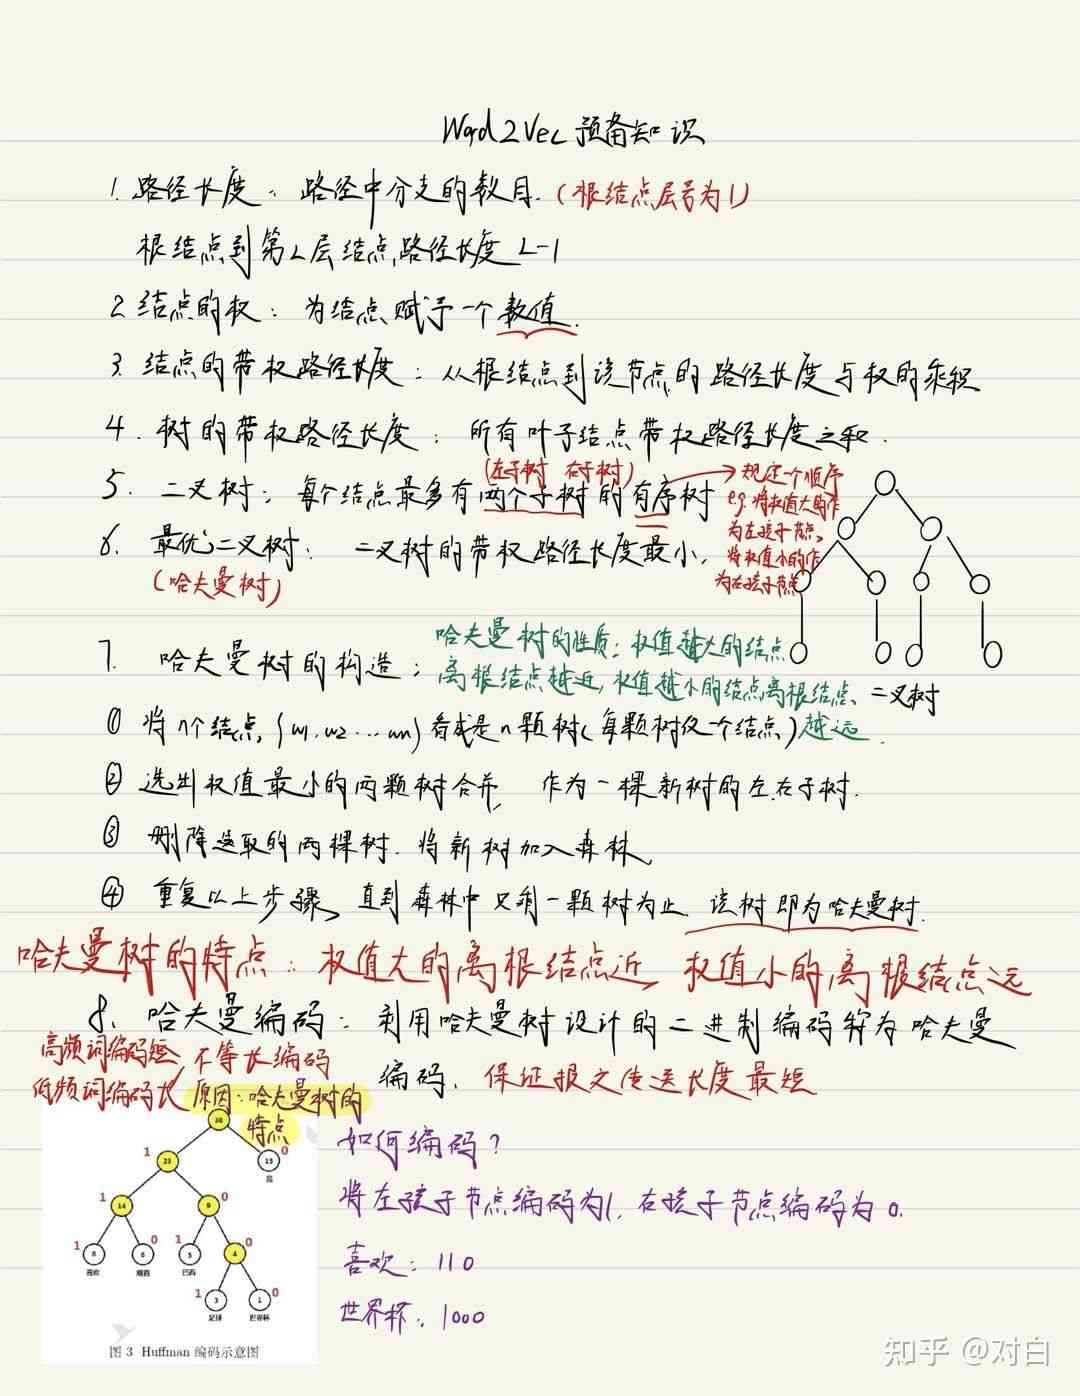 Word2Vec 预备知识
1. 路径长度：路径中分支的数目.（根结点层号为1）
根结点到第L层结点路径长度 L-1
2 结点的权：为结点赋予一个数值.
3. 结点的带权路径长度：从根结点到该节点的路径长度与权的乘积
4. 树的带权路径长度：所有叶子结点带权路径长度之和.
(左子树 右子树)
5. 二叉树：每个结点最多有两个子树的有序树
规定个顺序
e.g. 将权值大的作
为左孩子节点,
将权值小的作
为右孩子节点
6. 最优二叉树：二叉树的带权路径长度最小.
(哈夫曼树)
7. 哈夫曼树的构造：
哈夫曼树的性质：权值越大的结点
离根结点越近,权值越小的结点离根结点
越远.
二叉树
① 将n个结点 {w1.w2...wn} 看成是n颗树(每颗树仅一个结点)
② 选出权值最小的两颗树合并，作为一棵新树的左.右子树.
③ 删除选取的两棵树.将新树加入森林.
④ 重复以上步骤，直到森林中只有一颗树为止.该树即为哈夫曼树.
哈夫曼树的特点：权值大的离根结点近，权值小的离根结点远
8. 哈夫曼编码：利用哈夫曼树设计的二进制编码称为哈夫曼
编码. 保证报文传送长度最短
高频词编码短
低频词编码长
不等长编码
原因:哈夫曼树的
特点
38
1 23
0 15
1 14
0 9
1 8
0 6
1 5
0 4
喜欢 观看 巴西
1 3
0 1
足球 世界杯
图 3 Huffman 编码示意图
如何编码？
将左孩子节点编码为1.右孩子节点编码为0.
喜欢：110
世界杯：1000
知乎 @对白